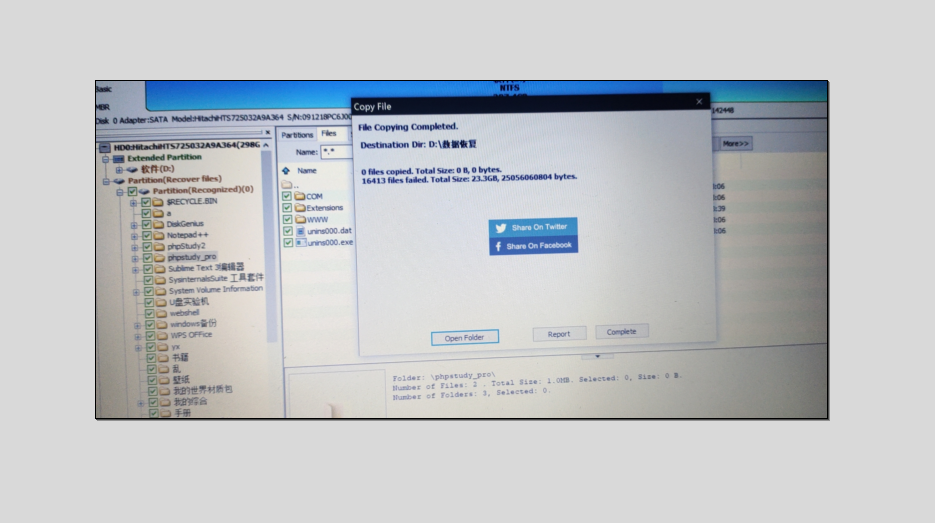 Basic
MBR
NTFS
Disk 0 Adapter:SATA Model:HitachiHTS725032A9A364 S/N:091218PC6J00
142448
HD0:HitachiHTS725032A9A364(298G
Extended Partition
软件(D:)
Partition(Recover files)
Partition(Recognized)(0)
$RECYCLE.BIN
a
DiskGenius
Notepad++
phpStudy2
phpstudy_pro
Sublime Text 3编辑器
SysinternalsSuite 工具套件
System Volume Information
U盘实验机
webshell
windows备份
WPS OFFice
yx
书籍
乱
壁纸
我的世界材质包
我的综合
手册
Partitions Files
Name: *.*
More>>
Name
..
COM
Extensions
WWW
unins000.dat
unins000.exe
:06
:06
:39
:06
:06
Copy File
File Copying Completed.
Destination Dir: D:\数据恢复
0 files copied. Total Size: 0 B, 0 bytes.
16413 files failed. Total Size: 23.3GB, 25056060804 bytes.
Share On Twitter
Share On Facebook
Open Folder Report Complete
Folder: \phpstudy_pro\
Number of Files: 2 . Total Size: 1.0MB. Selected: 0, Size: 0 B.
Number of Folders: 3, Selected: 0.